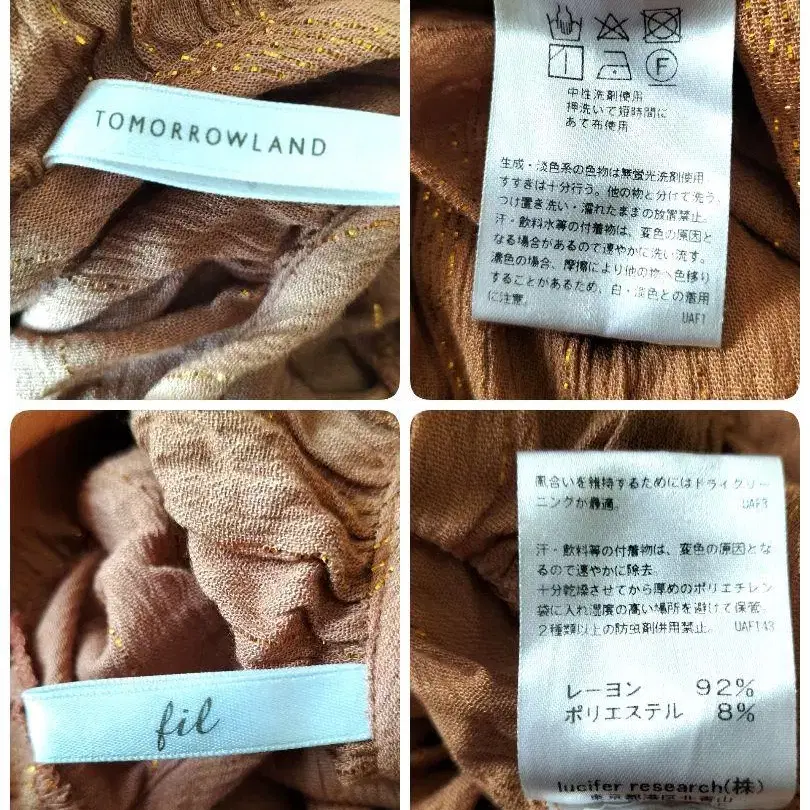 TOMORROWLAND
中性洗剤使用
押洗いで短時間に
あて布使用
生成・淡色系の色物は無蛍光洗剤使用。
すすぎは十分行う。他の物と分けて洗う。
つけ置き洗い・濡れたままの放置禁止。
汗・飲料水等の付着物は、変色の原因と
なる場合があるので速やかに洗い流す。
濃色の場合、摩擦により他の物へ色移り
することがあるため、白・淡色との着用
に注意。
UAF1
fil
風合いを維持するためにはドライクリー
ニングが最適。 UAF3
汗・飲料等の付着物は、変色の原因とな
るので速やかに除去。
十分乾燥させてから厚めのポリエチレン
袋に入れ湿度の高い場所を避けて保管。
2種類以上の防虫剤併用禁止。 UAF143
レーヨン 92%
ポリエステル 8%
lucifer research(株)
東京都港区北青山